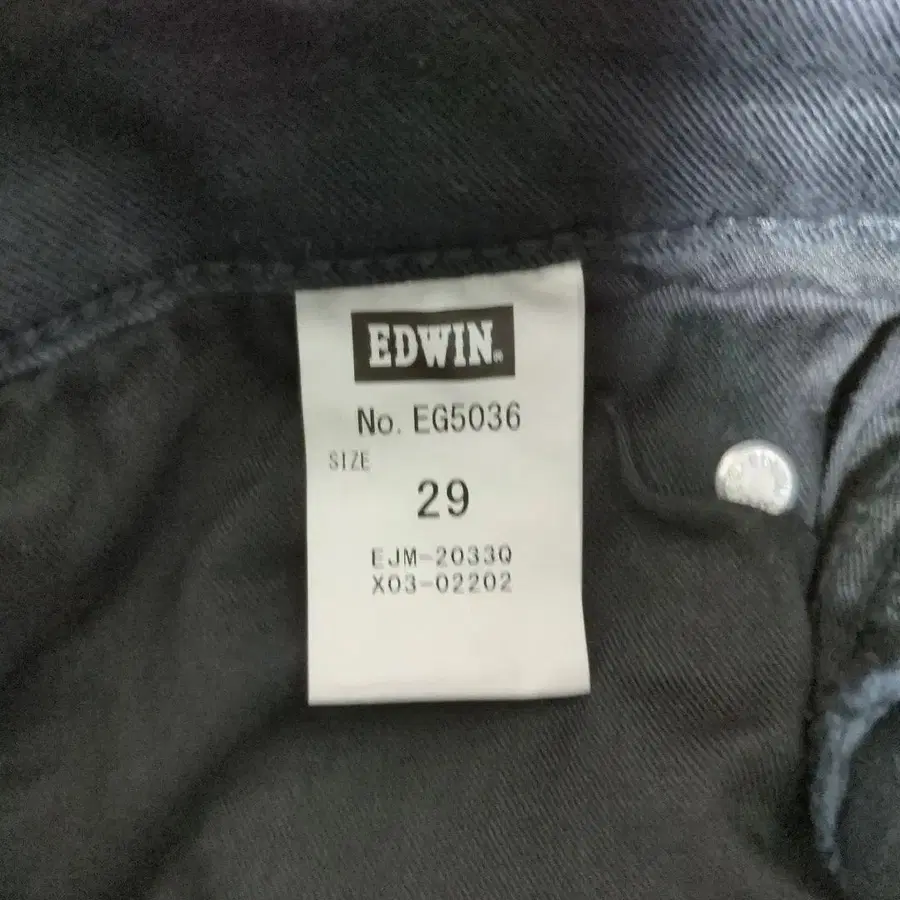 EDWIN.
No. EG5036
SIZE
29
EJM-2033Q
X03-02202